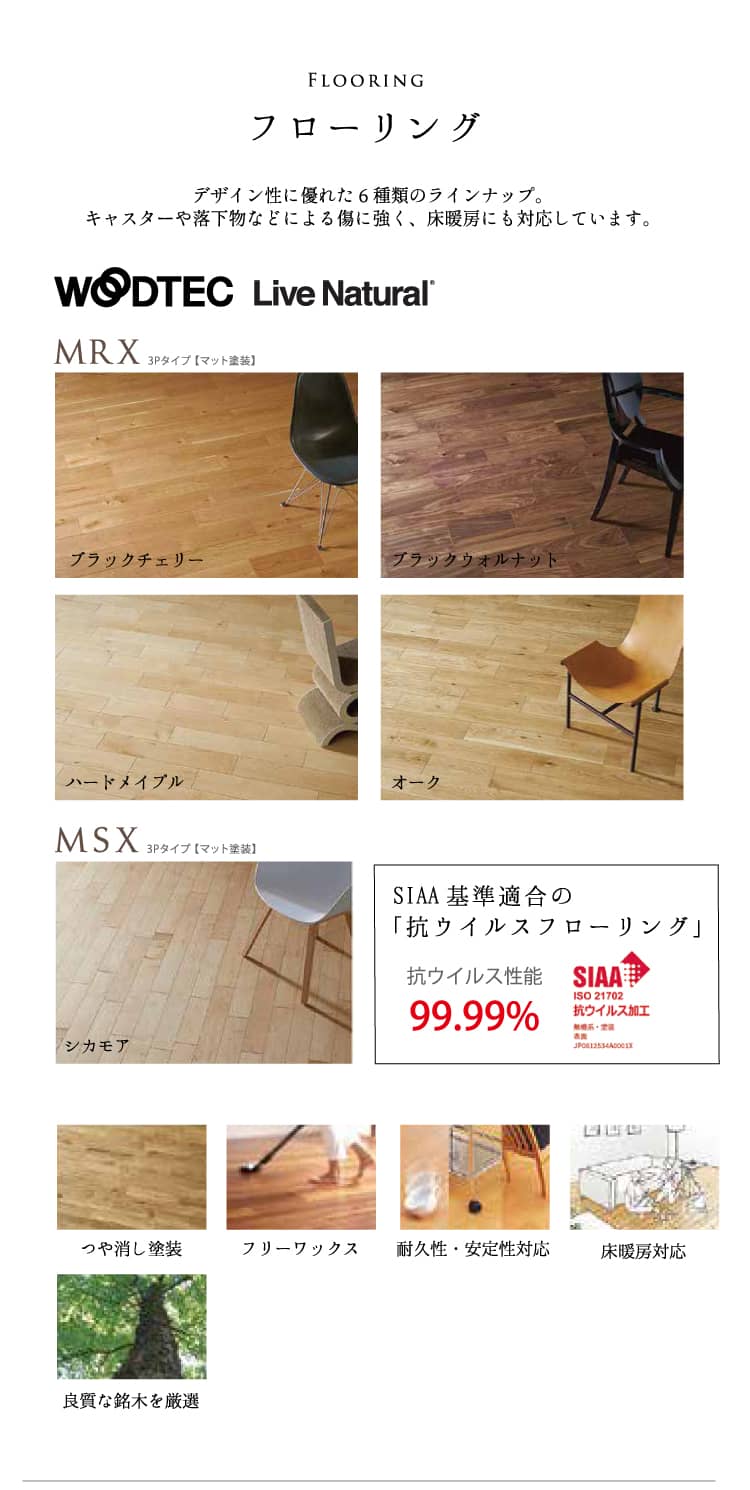 FLOORING
フローリング
デザイン性に優れた６種類のラインナップ。
キャスターや落下物などによる傷に強く、床暖房にも対応しています。
WOODTEC Live Natural®
MRX 3Pタイプ【マット塗装】
ブラックチェリー
ブラックウォルナット
ハードメイプル
オーク
MSX 3Pタイプ【マット塗装】
シカモア
SIAA 基準適合の
「抗ウイルスフローリング」
抗ウイルス性能
99.99%
SIAA
ISO 21702
抗ウイルス加工
無機系・塗装
表面
JP0612534A0001X
つや消し塗装
フリーワックス
耐久性・安定性対応
床暖房対応
良質な銘木を厳選